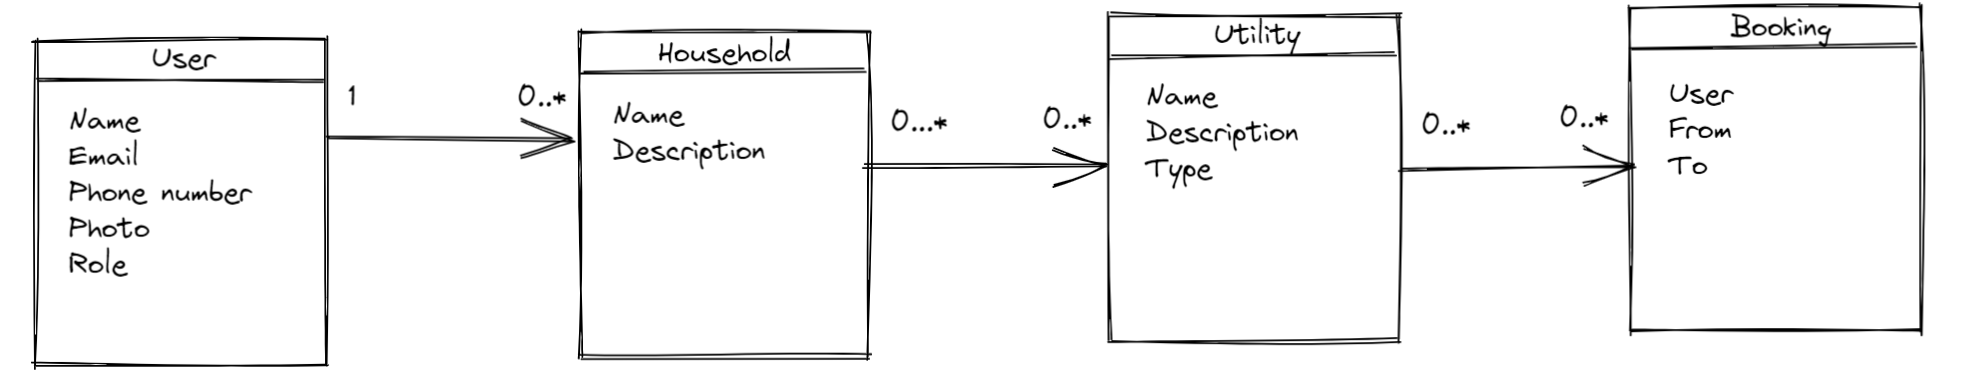 User
Name
Email
Phone number
Photo
Role
1
0..*
Household
Name
Description
0...*
0..*
Utility
Name
Description
Type
0..*
0..*
Booking
User
From
To